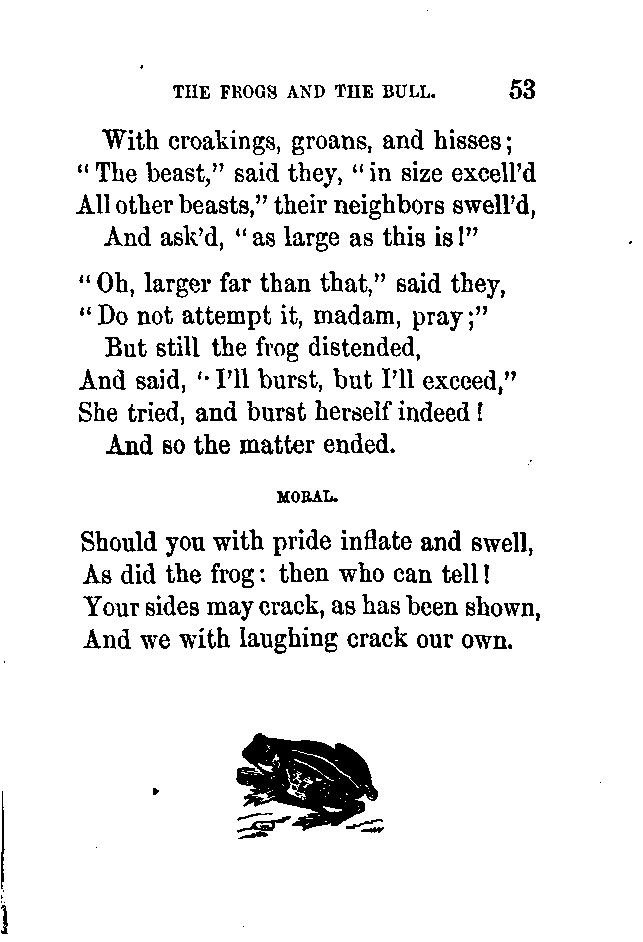 THE FROGS AND THE BULL. 53
With croakings, groans, and hisses;
"The beast," said they, "in size excell'd
All other beasts," their neighbors swell'd,
And ask'd, "as large as this is!"
"Oh, larger far than that," said they,
"Do not attempt it, madam, pray;"
But still the frog distended,
And said, "I'll burst, but I'll exceed,"
She tried, and burst herself indeed!
And so the matter ended.
MORAL.
Should you with pride inflate and swell,
As did the frog: then who can tell!
Your sides may crack, as has been shown,
And we with laughing crack our own.